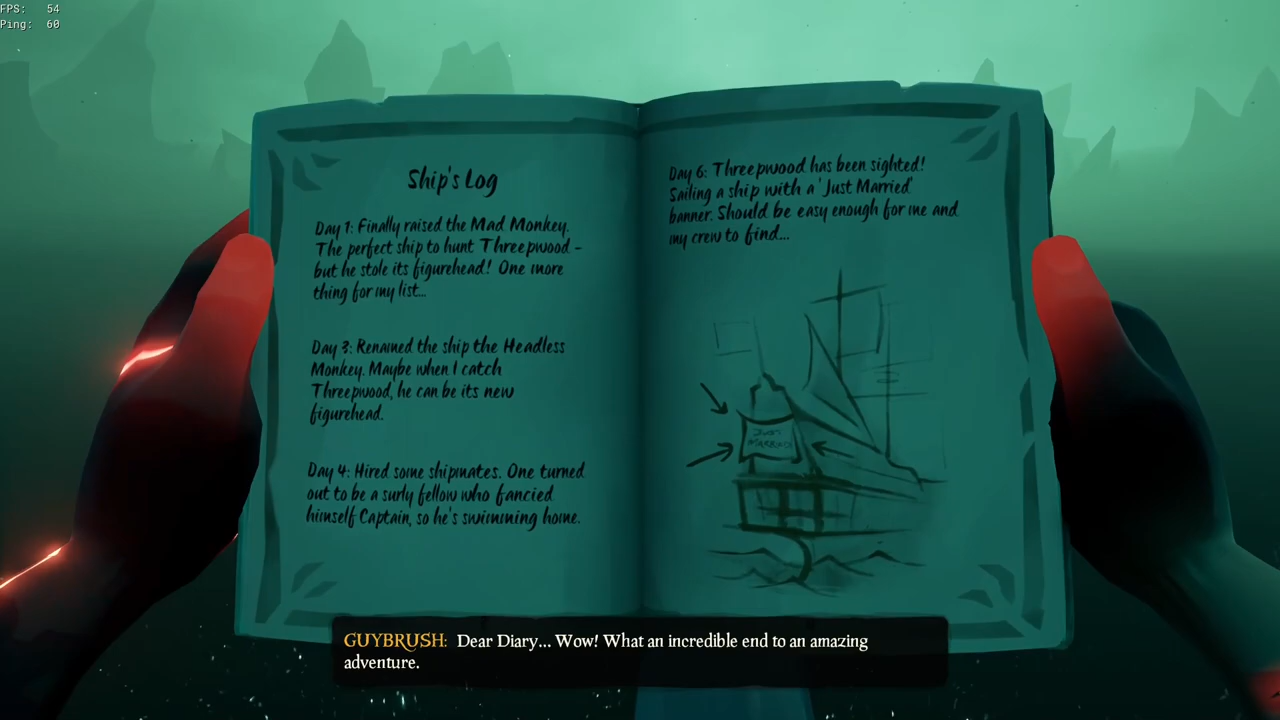 FPS: 54
Ping: 60
Ship's Log
Day 1: Finally raised the Mad Monkey.
The perfect ship to hunt Threepwood -
but he stole its figurehead! One more
thing for my list...
Day 3: Renamed the ship the Headless
Monkey. Maybe when I catch
Threepwood, he can be its new
figurehead.
Day 4: Hired some shipmates. One turned
out to be a surly fellow who fancied
himself Captain, so he's swimming home.
Day 6: Threepwood has been sighted!
Sailing a ship with a 'Just Married'
banner. Should be easy enough for me and
my crew to find...
JUST
MARRIED
GUYBRUSH: Dear Diary... Wow! What an incredible end to an amazing
adventure.